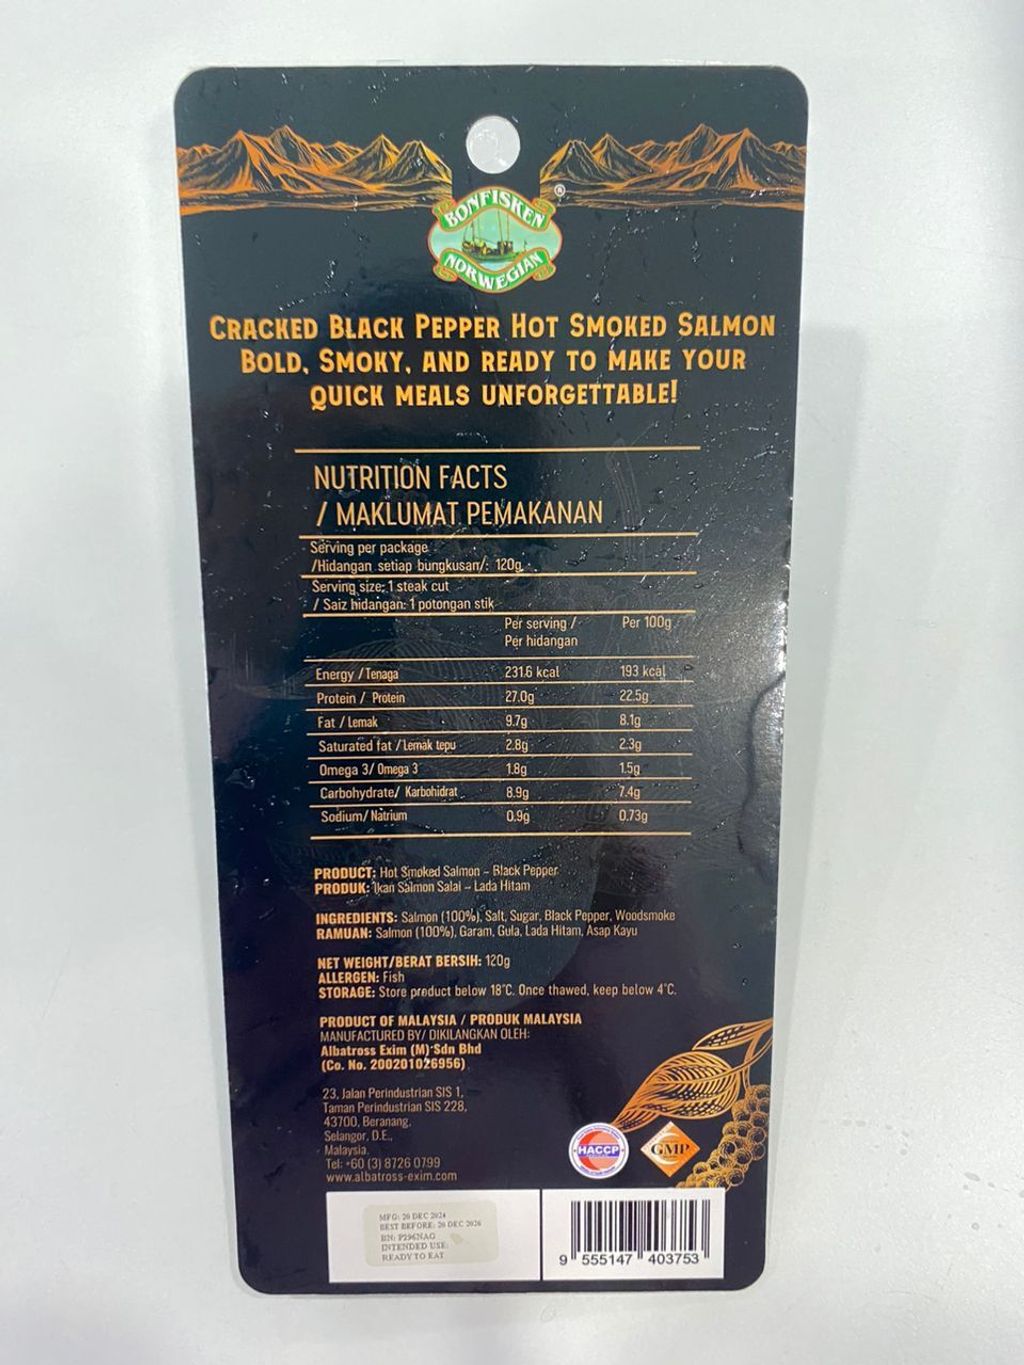 BONFISKEN
NORWEGIAN
®
CRACKED BLACK PEPPER HOT SMOKED SALMON
BOLD, SMOKY, AND READY TO MAKE YOUR
QUICK MEALS UNFORGETTABLE!
NUTRITION FACTS
/ MAKLUMAT PEMAKANAN
Serving per package
/Hidangan setiap bungkusan/: 120g
Serving size: 1 steak cut
/ Saiz hidangan: 1 potongan stik
Per serving / Per 100g
Per hidangan
Energy /Tenaga 231.6 kcal 193 kcal
Protein / Protein 27.0g 22.5g
Fat / Lemak 9.7g 8.1g
Saturated fat /Lemak tepu 2.8g 2.3g
Omega 3/ Omega 3 1.8g 1.5g
Carbohydrate/ Karbohidrat 8.9g 7.4g
Sodium/ Natrium 0.9g 0.73g
PRODUCT: Hot Smoked Salmon – Black Pepper
PRODUK: Ikan Salmon Salai – Lada Hitam
INGREDIENTS: Salmon (100%), Salt, Sugar, Black Pepper, Woodsmoke
RAMUAN: Salmon (100%), Garam, Gula, Lada Hitam, Asap Kayu
NET WEIGHT/BERAT BERSIH: 120g
ALLERGEN: Fish
STORAGE: Store product below 18°C. Once thawed, keep below 4°C.
PRODUCT OF MALAYSIA / PRODUK MALAYSIA
MANUFACTURED BY/ DIKILANGKAN OLEH:
Albatross Exim (M) Sdn Bhd
(Co. No. 200201026956)
23, Jalan Perindustrian SIS 1,
Taman Perindustrian SIS 228,
43700, Beranang,
Selangor, D.E.,
Malaysia.
Tel: +60 (3) 8726 0799
www.albatross-exim.com
HACCP
GMP
MFG: 20 DEC 2024
BEST BEFORE: 20 DEC 2026
BN: P296NAG
INTENDED USE:
READY TO EAT
9 555147 403753